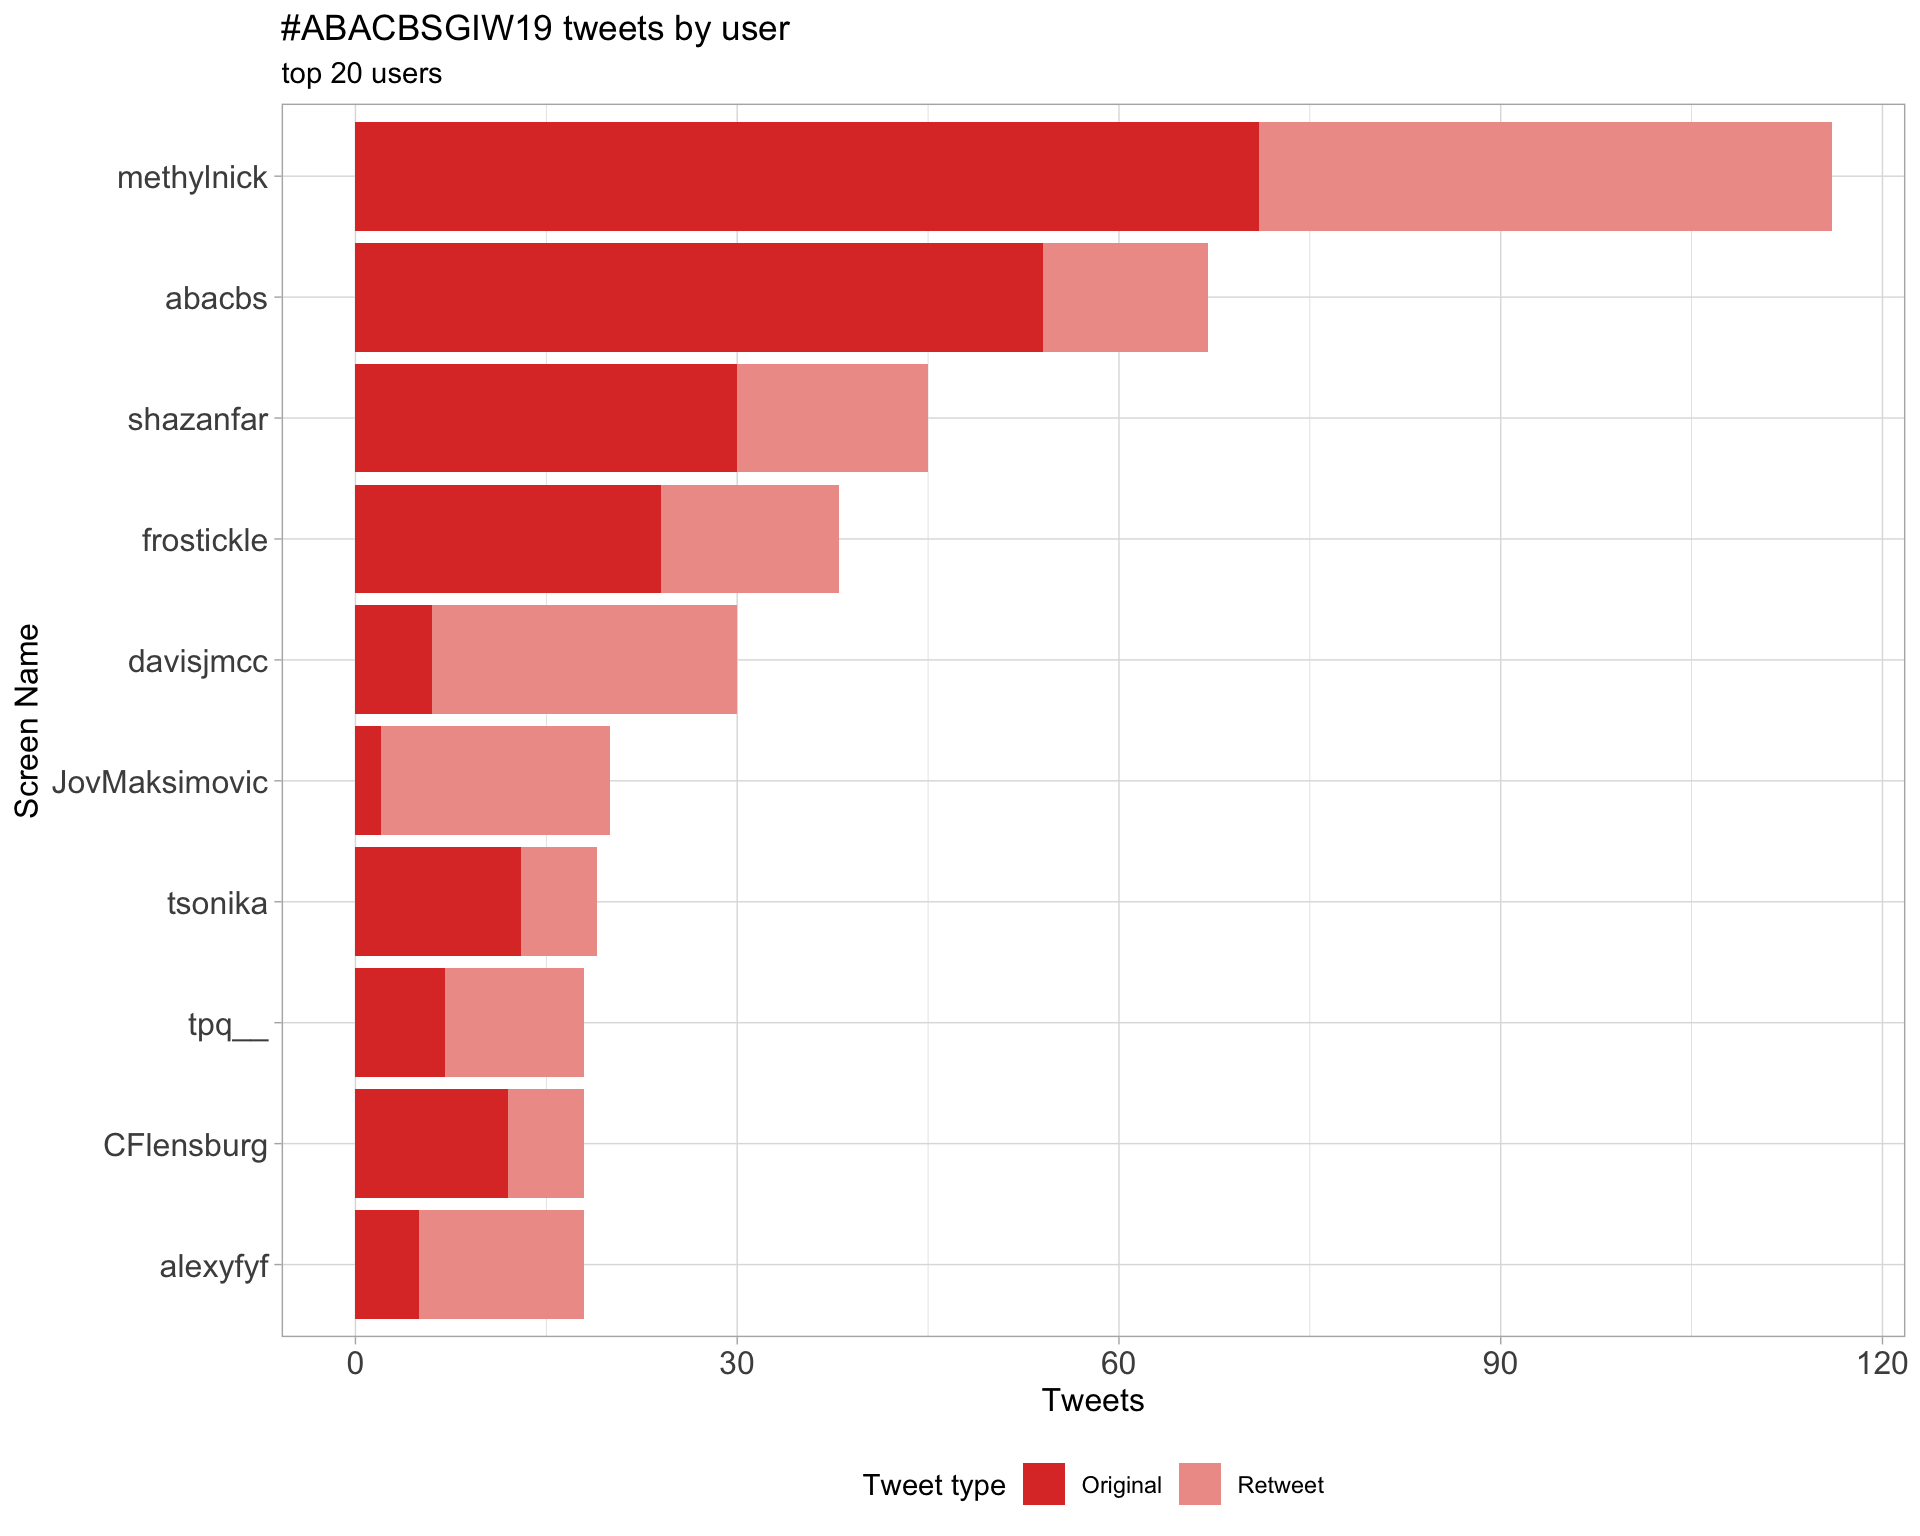 #ABACBSGIW19 tweets by user
top 20 users
Screen Name
methylnick
abacbs
shazanfar
frostickle
davisjmcc
JovMaksimovic
tsonika
tpq__
CFlensburg
alexyfyf
0 30 60 90 120
Tweets
Tweet type Original Retweet